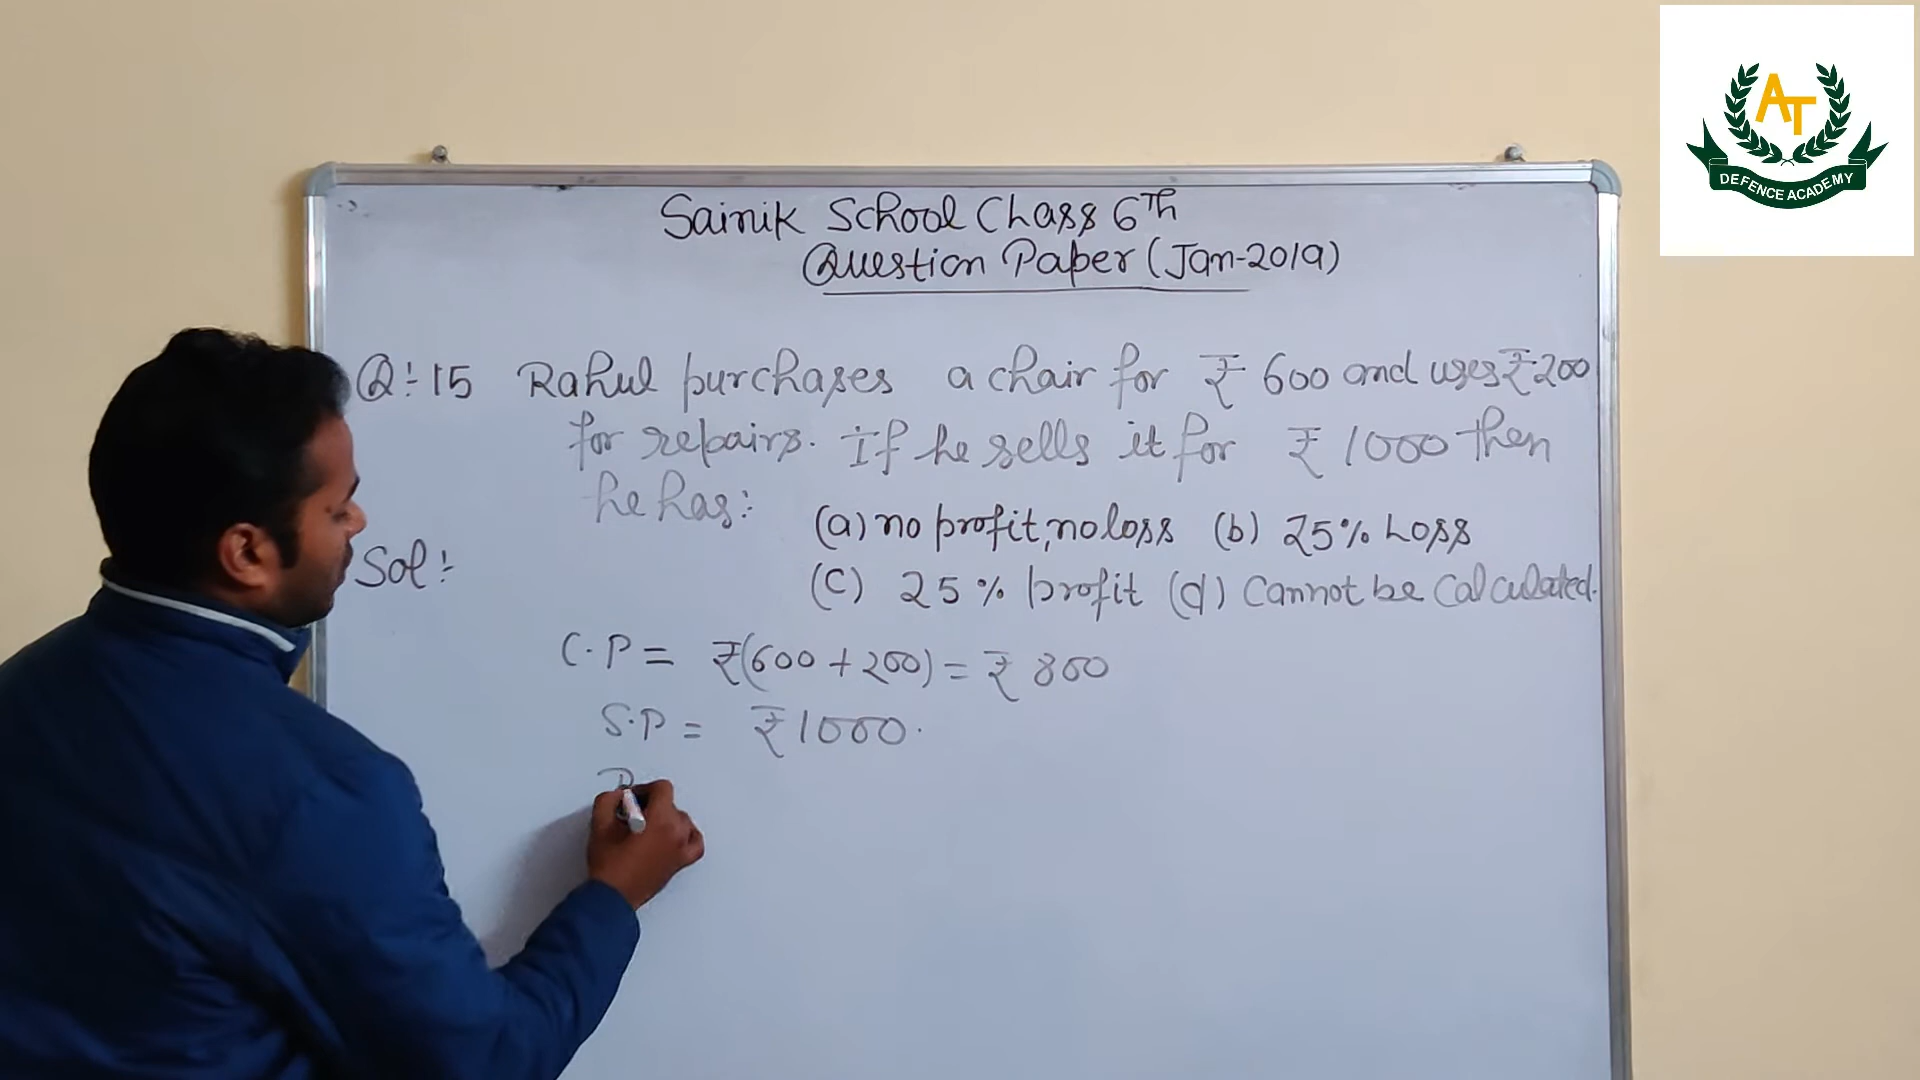 Sainik School Class 6Th
Question Paper (Jan-2019)
Q:- 15 Rahul purchases a chair for ₹ 600 and uses ₹ 200
for repairs. If he sells it for ₹ 1000 then
he has:
(a) no profit, no loss (b) 25% Loss
(c) 25% profit (d) Cannot be Calculated.
Sol:-
C.P = ₹(600 + 200) = ₹ 800
S.P = ₹ 1000.
P
AT
DEFENCE ACADEMY